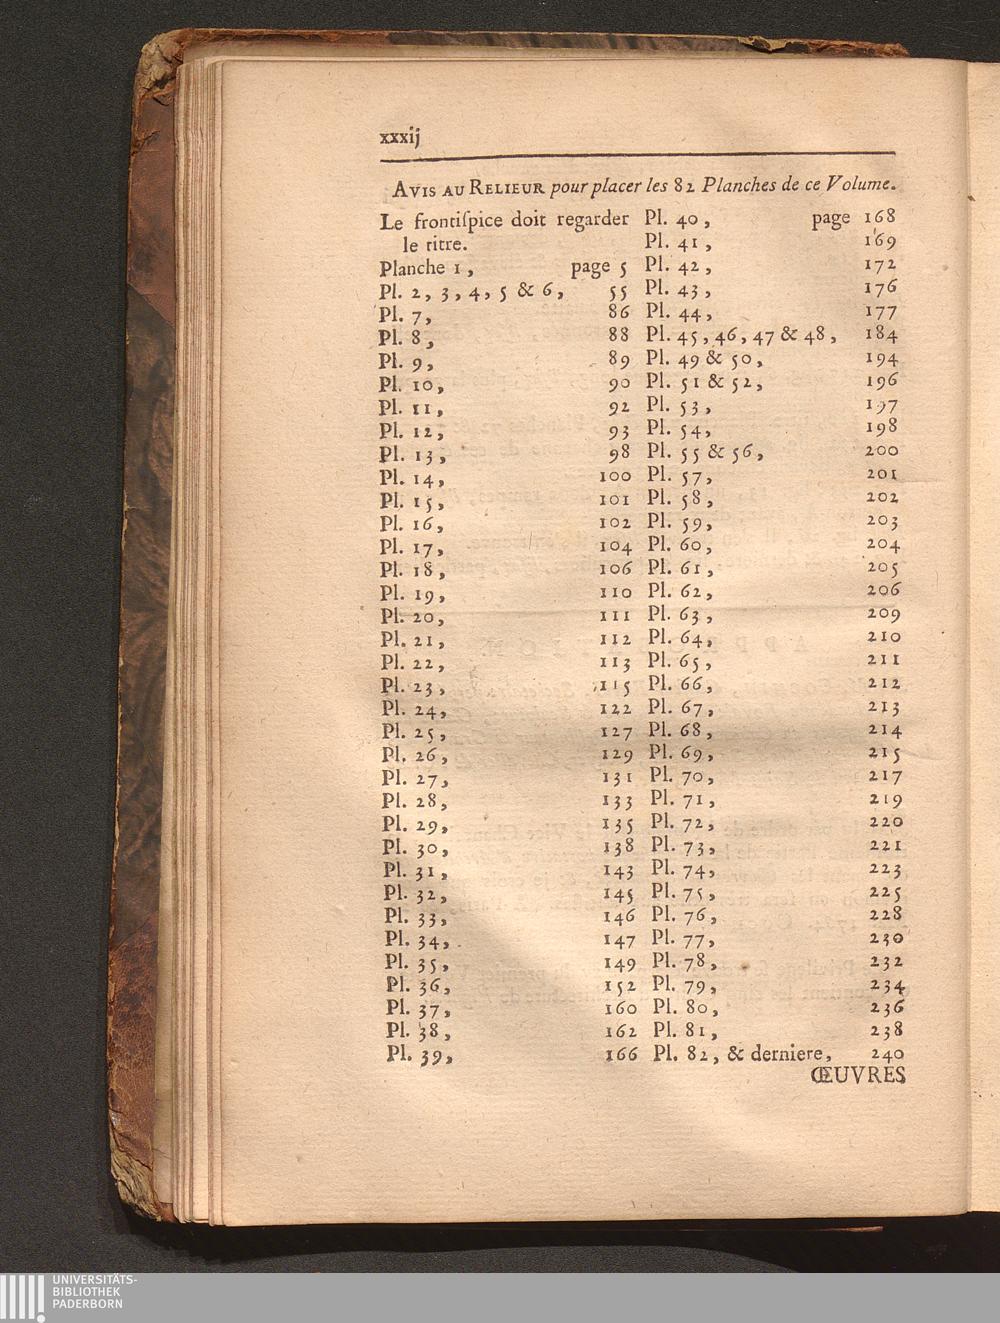 xxxij
AVIS AU RELIEUR pour placer les 82 Planches de ce Volume.
Le frontiſpice doit regarder
le titre.
Planche 1, page 5
Pl. 2, 3, 4, 5 & 6, 55
Pl. 7, 86
Pl. 8, 88
Pl. 9, 89
Pl. 10, 90
Pl. 11, 92
Pl. 12, 93
Pl. 13, 98
Pl. 14, 100
Pl. 15, 101
Pl. 16, 102
Pl. 17, 104
Pl. 18, 106
Pl. 19, 110
Pl. 20, 111
Pl. 21, 112
Pl. 22, 113
Pl. 23, 115
Pl. 24, 122
Pl. 25, 127
Pl. 26, 129
Pl. 27, 131
Pl. 28, 133
Pl. 29, 135
Pl. 30, 138
Pl. 31, 143
Pl. 32, 145
Pl. 33, 146
Pl. 34, 147
Pl. 35, 149
Pl. 36, 152
Pl. 37, 160
Pl. 38, 162
Pl. 39, 166
Pl. 40, page 168
Pl. 41, 169
Pl. 42, 172
Pl. 43, 176
Pl. 44, 177
Pl. 45, 46, 47 & 48, 184
Pl. 49 & 50, 194
Pl. 51 & 52, 196
Pl. 53, 197
Pl. 54, 198
Pl. 55 & 56, 200
Pl. 57, 201
Pl. 58, 202
Pl. 59, 203
Pl. 60, 204
Pl. 61, 205
Pl. 62, 206
Pl. 63, 209
Pl. 64, 210
Pl. 65, 211
Pl. 66, 212
Pl. 67, 213
Pl. 68, 214
Pl. 69, 215
Pl. 70, 217
Pl. 71, 219
Pl. 72, 220
Pl. 73, 221
Pl. 74, 223
Pl. 75, 225
Pl. 76, 228
Pl. 77, 230
Pl. 78, 232
Pl. 79, 234
Pl. 80, 236
Pl. 81, 238
Pl. 82, & derniere, 240
ŒUVRES
UNIVERSITÄTS-
BIBLIOTHEK
PADERBORN